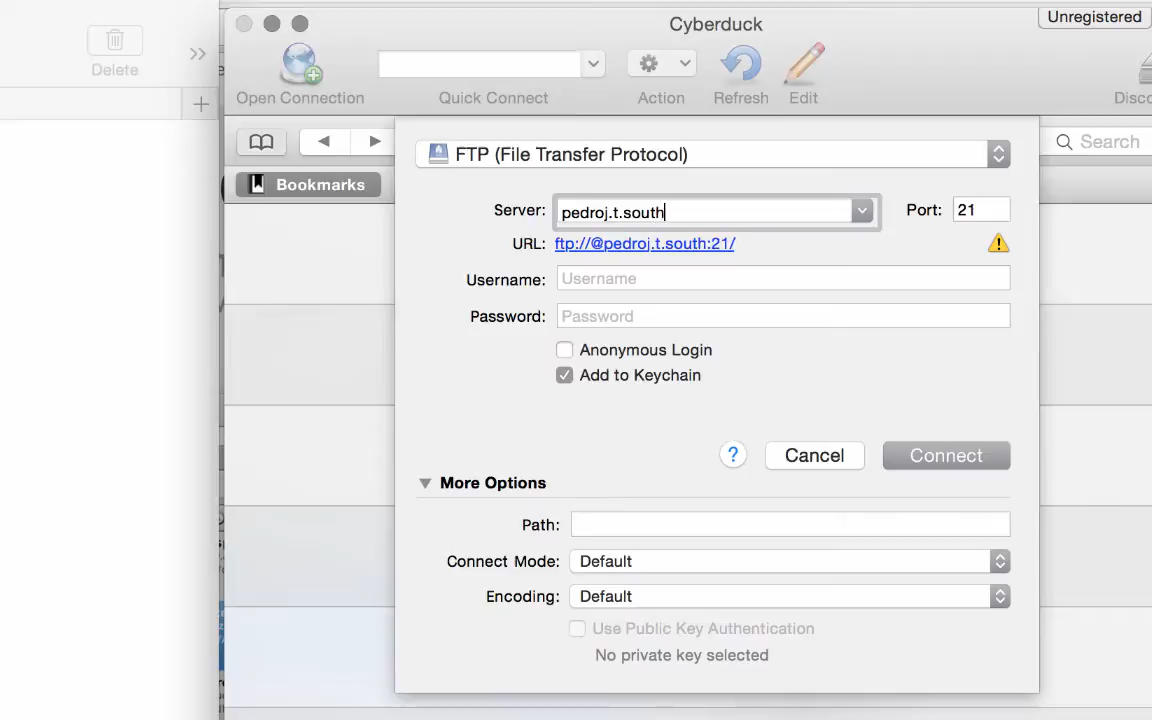 Cyberduck
Unregistered
Delete
Open Connection
Quick Connect
Action
Refresh
Edit
Search
Bookmarks
FTP (File Transfer Protocol)
Server: pedroj.t.south Port: 21
URL: ftp://@pedroj.t.south:21/
Username: Username
Password: Password
Anonymous Login
Add to Keychain
? Cancel Connect
More Options
Path:
Connect Mode: Default
Encoding: Default
Use Public Key Authentication
No private key selected